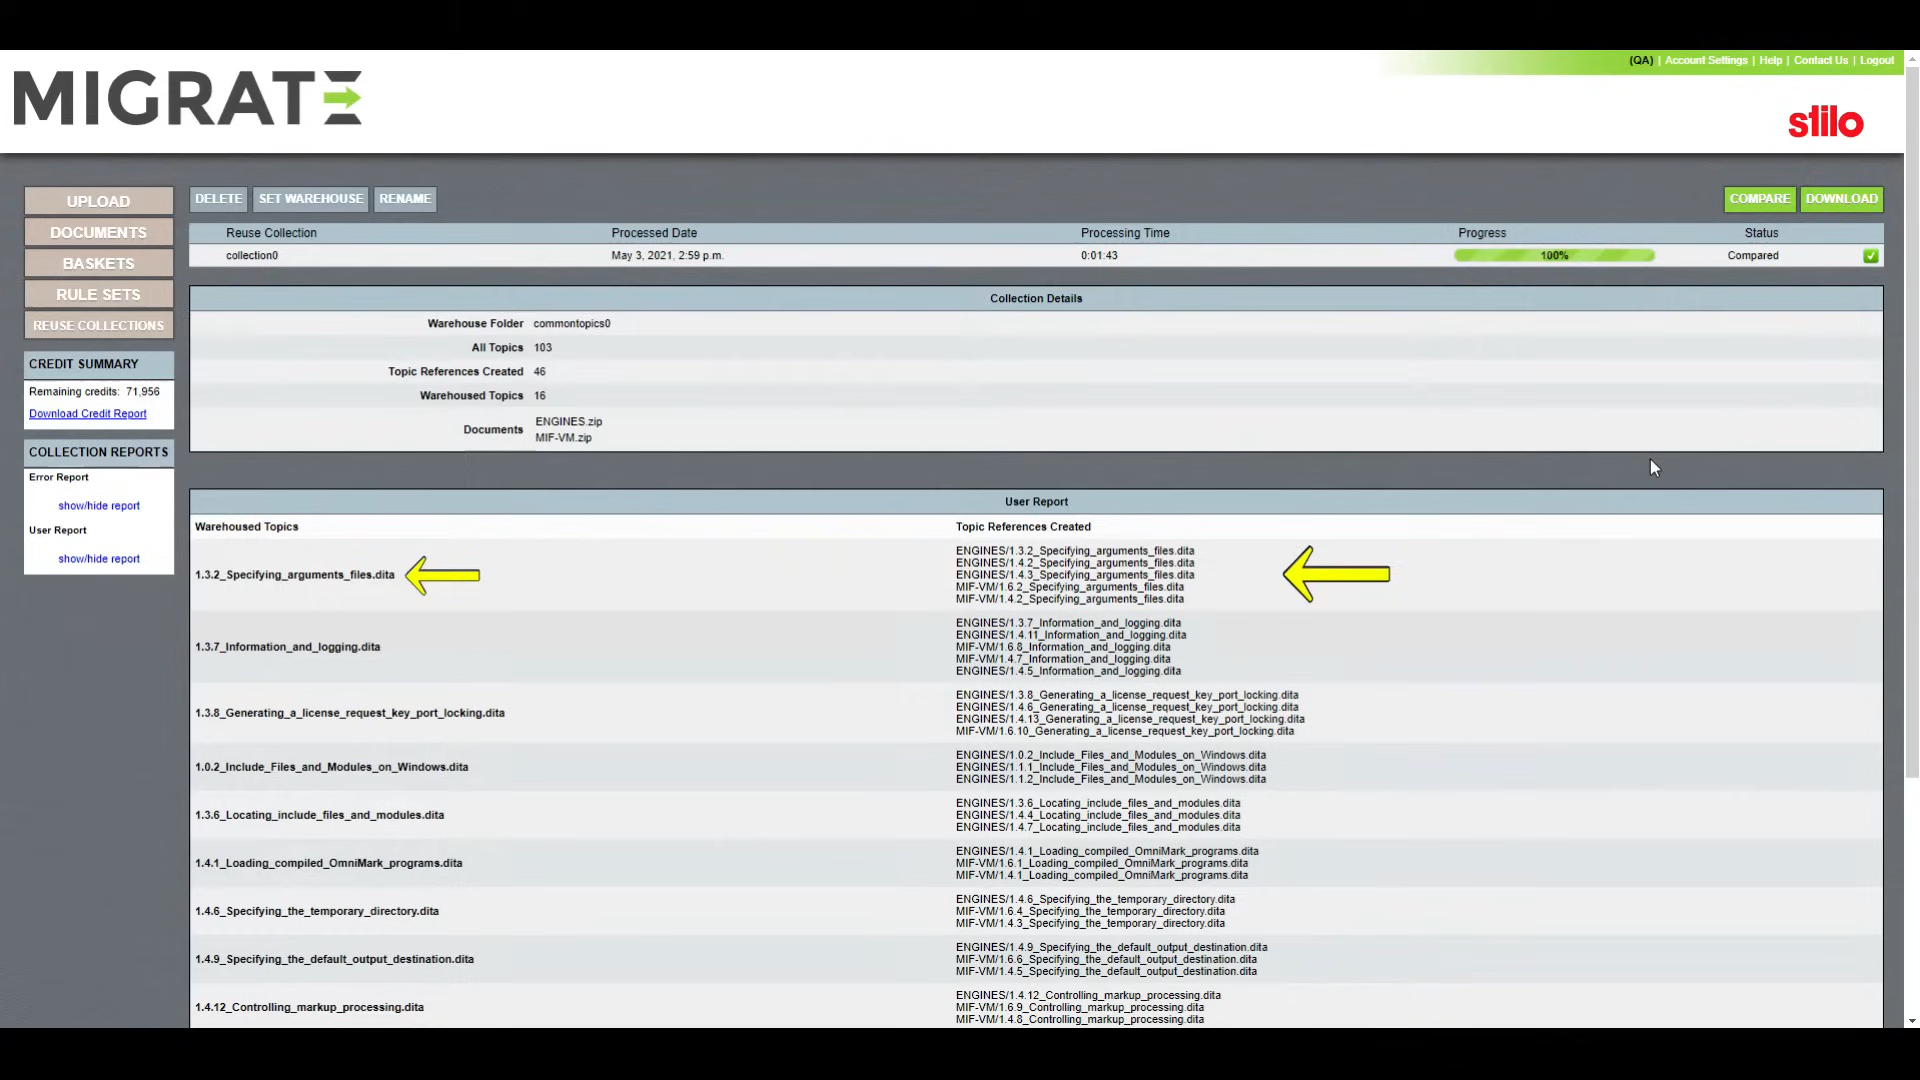 (QA) | Account Settings | Help | Contact Us | Logout
MIGRATE
stilo
UPLOAD
DOCUMENTS
BASKETS
RULE SETS
REUSE COLLECTIONS
CREDIT SUMMARY
Remaining credits: 71,956
Download Credit Report
COLLECTION REPORTS
Error Report
show/hide report
User Report
show/hide report
DELETE SET WAREHOUSE RENAME COMPARE DOWNLOAD
Reuse Collection Processed Date Processing Time Progress Status
collection0 May 3, 2021, 2:59 p.m. 0:01:43 100% Compared
Collection Details
Warehouse Folder commontopics0
All Topics 103
Topic References Created 46
Warehoused Topics 16
Documents ENGINES.zip
MIF-VM.zip
User Report
Warehoused Topics Topic References Created
1.3.2_Specifying_arguments_files.dita
ENGINES/1.3.2_Specifying_arguments_files.dita
ENGINES/1.4.2_Specifying_arguments_files.dita
ENGINES/1.4.3_Specifying_arguments_files.dita
MIF-VM/1.6.2_Specifying_arguments_files.dita
MIF-VM/1.4.2_Specifying_arguments_files.dita
1.3.7_Information_and_logging.dita
ENGINES/1.3.7_Information_and_logging.dita
ENGINES/1.4.11_Information_and_logging.dita
MIF-VM/1.6.8_Information_and_logging.dita
MIF-VM/1.4.7_Information_and_logging.dita
ENGINES/1.4.5_Information_and_logging.dita
1.3.8_Generating_a_license_request_key_port_locking.dita
ENGINES/1.3.8_Generating_a_license_request_key_port_locking.dita
ENGINES/1.4.6_Generating_a_license_request_key_port_locking.dita
ENGINES/1.4.13_Generating_a_license_request_key_port_locking.dita
MIF-VM/1.6.10_Generating_a_license_request_key_port_locking.dita
1.0.2_Include_Files_and_Modules_on_Windows.dita
ENGINES/1.0.2_Include_Files_and_Modules_on_Windows.dita
ENGINES/1.1.1_Include_Files_and_Modules_on_Windows.dita
ENGINES/1.1.2_Include_Files_and_Modules_on_Windows.dita
1.3.6_Locating_include_files_and_modules.dita
ENGINES/1.3.6_Locating_include_files_and_modules.dita
ENGINES/1.4.4_Locating_include_files_and_modules.dita
ENGINES/1.4.7_Locating_include_files_and_modules.dita
1.4.1_Loading_compiled_OmniMark_programs.dita
ENGINES/1.4.1_Loading_compiled_OmniMark_programs.dita
MIF-VM/1.6.1_Loading_compiled_OmniMark_programs.dita
MIF-VM/1.4.1_Loading_compiled_OmniMark_programs.dita
1.4.6_Specifying_the_temporary_directory.dita
ENGINES/1.4.6_Specifying_the_temporary_directory.dita
MIF-VM/1.6.4_Specifying_the_temporary_directory.dita
MIF-VM/1.4.3_Specifying_the_temporary_directory.dita
1.4.9_Specifying_the_default_output_destination.dita
ENGINES/1.4.9_Specifying_the_default_output_destination.dita
MIF-VM/1.6.6_Specifying_the_default_output_destination.dita
MIF-VM/1.4.5_Specifying_the_default_output_destination.dita
1.4.12_Controlling_markup_processing.dita
ENGINES/1.4.12_Controlling_markup_processing.dita
MIF-VM/1.6.9_Controlling_markup_processing.dita
MIF-VM/1.4.8_Controlling_markup_processing.dita